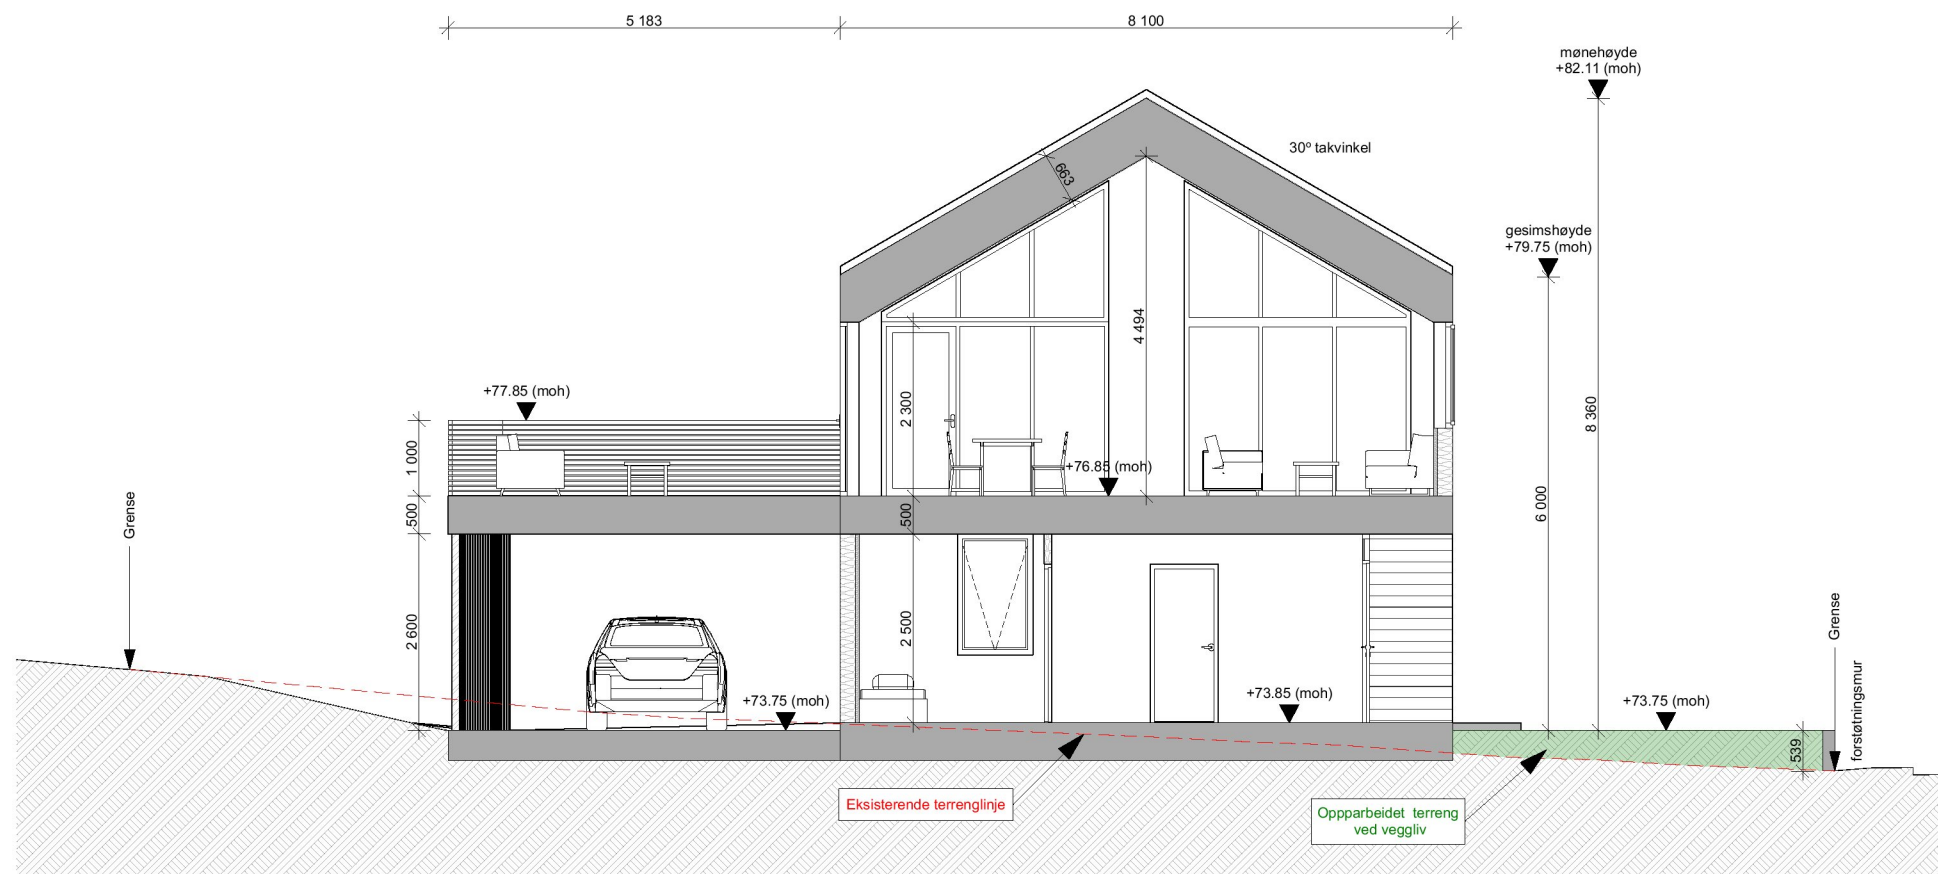 5 183
8 100
mønehøyde
+82.11 (moh)
30º takvinkel
663
gesimshøyde
+79.75 (moh)
4 494
+77.85 (moh)
2 300
8 360
1 000
+76.85 (moh)
Grense
500
500
6 000
2 600
2 500
Grense
+73.75 (moh)
+73.85 (moh)
+73.75 (moh)
forstøtningsmur
539
Eksisterende terrenglinje
Oppparbeidet terreng
ved veggliv